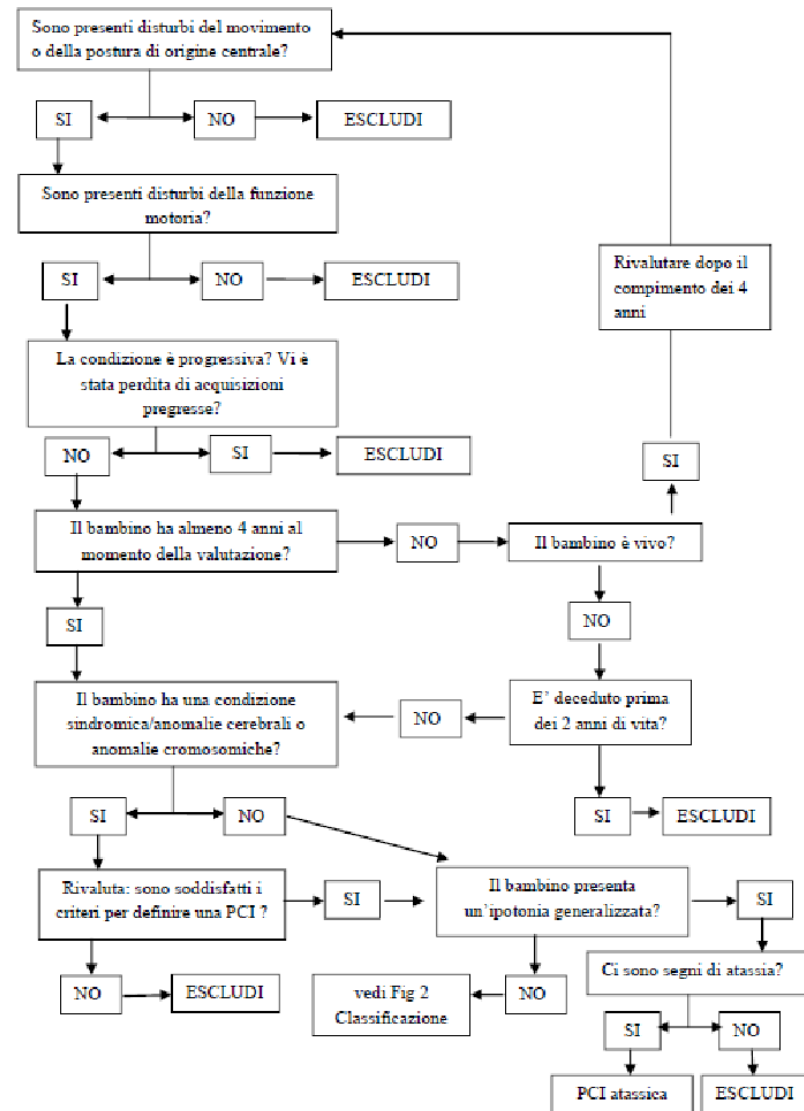 Sono presenti disturbi del movimento
o della postura di origine centrale?
SI
NO
ESCLUDI
Sono presenti disturbi della funzione
motoria?
SI
NO
ESCLUDI
Rivalutare dopo il
compimento dei 4
anni
La condizione è progressiva? Vi è
stata perdita di acquisizioni
pregresse?
NO
SI
ESCLUDI
SI
Il bambino ha almeno 4 anni al
momento della valutazione?
NO
Il bambino è vivo?
SI
NO
Il bambino ha una condizione
sindromica/anomalie cerebrali o
anomalie cromosomiche?
NO
E' deceduto prima
dei 2 anni di vita?
SI
NO
SI
ESCLUDI
Rivaluta: sono soddisfatti i
criteri per definire una PCI ?
SI
Il bambino presenta
un'ipotonia generalizzata?
SI
NO
ESCLUDI
vedi Fig 2
Classificazione
NO
Ci sono segni di atassia?
SI
NO
PCI atassica
ESCLUDI